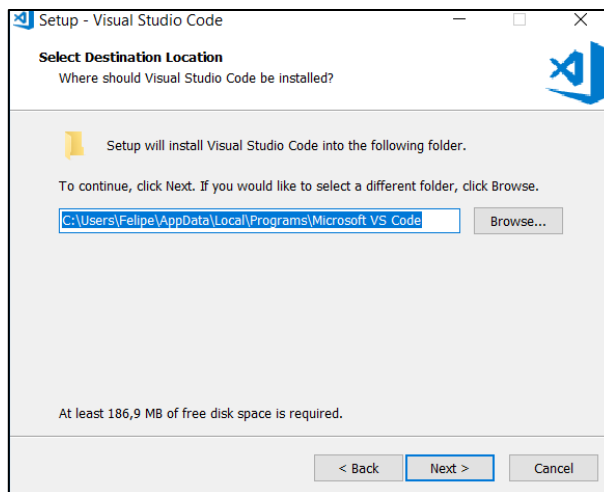 Setup - Visual Studio Code
Select Destination Location
Where should Visual Studio Code be installed?
Setup will install Visual Studio Code into the following folder.
To continue, click Next. If you would like to select a different folder, click Browse.
C:\Users\Felipe\AppData\Local\Programs\Microsoft VS Code
Browse...
At least 186,9 MB of free disk space is required.
< Back
Next >
Cancel